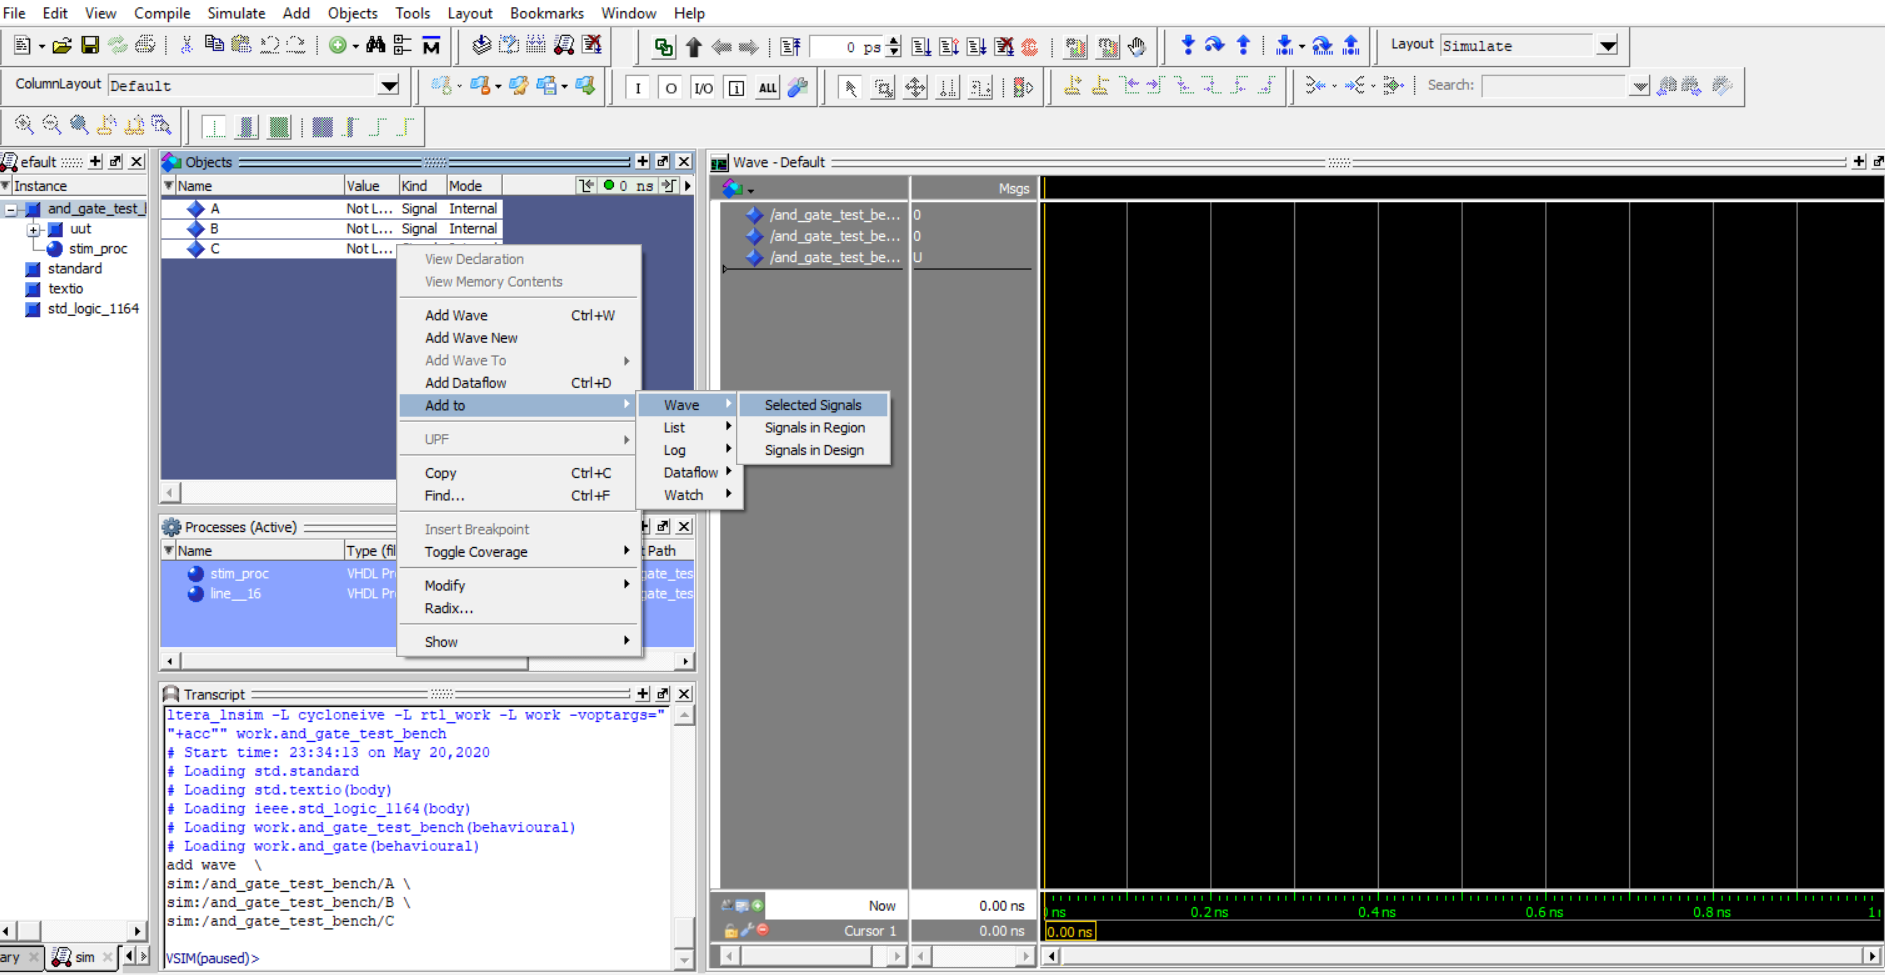 File Edit View Compile Simulate Add Objects Tools Layout Bookmarks Window Help
0 ps
Layout Simulate
ColumnLayout Default
I O I/O i ALL
Search:
efault
Instance
and_gate_test_
uut
stim_proc
standard
textio
std_logic_1164
ary
sim
Objects
Name Value Kind Mode 0 ns
A Not L... Signal Internal
B Not L... Signal Internal
C Not L...
View Declaration
View Memory Contents
Add Wave Ctrl+W
Add Wave New
Add Wave To
Add Dataflow Ctrl+D
Add to
UPF
Copy Ctrl+C
Find... Ctrl+F
Insert Breakpoint
Toggle Coverage
Modify
Radix...
Show
Wave
List
Log
Dataflow
Watch
Selected Signals
Signals in Region
Signals in Design
Processes (Active)
Name Type (fil Path
stim_proc VHDL Pr gate_tes
line__16 VHDL Pr gate_tes
Transcript
ltera_lnsim -L cycloneive -L rtl_work -L work -voptargs="
"+acc"" work.and_gate_test_bench
# Start time: 23:34:13 on May 20,2020
# Loading std.standard
# Loading std.textio(body)
# Loading ieee.std_logic_1164(body)
# Loading work.and_gate_test_bench(behavioural)
# Loading work.and_gate(behavioural)
add wave \
sim:/and_gate_test_bench/A \
sim:/and_gate_test_bench/B \
sim:/and_gate_test_bench/C
VSIM(paused)>
Wave - Default
Msgs
/and_gate_test_be... 0
/and_gate_test_be... 0
/and_gate_test_be... U
Now 0.00 ns
Cursor 1 0.00 ns
ns 0.2 ns 0.4 ns 0.6 ns 0.8 ns 1
0.00 ns